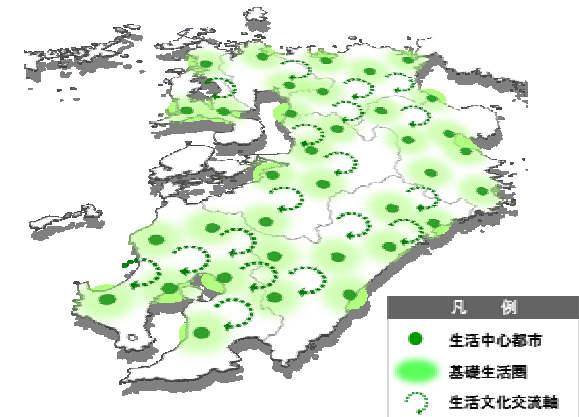 凡 例
生活中心都市
基礎生活圏
生活文化交流軸